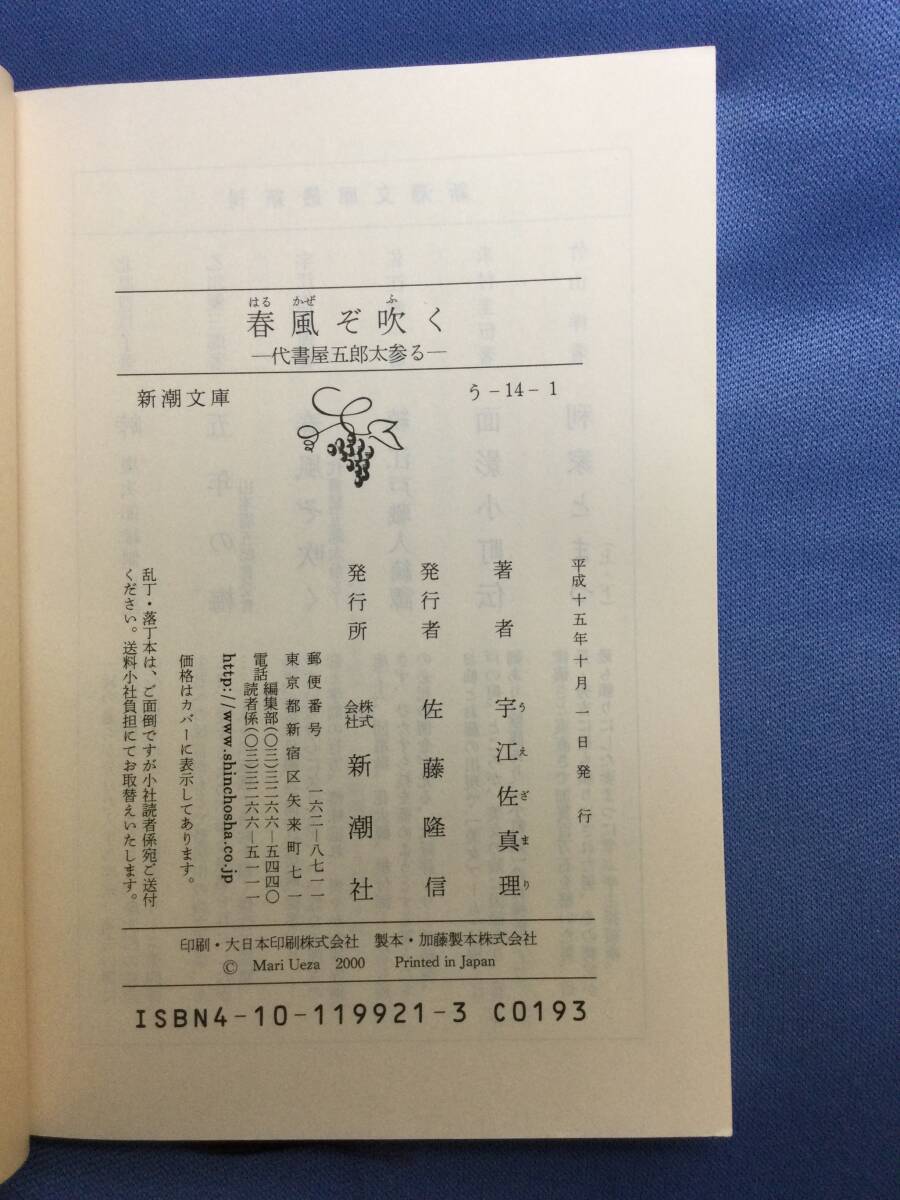 はるかぜふ
春風ぞ吹く
―代書屋五郎太参る―
新潮文庫
う-14-1
平成十五年十月一日発行
著者 宇江佐真理
うえざまり
発行者 佐藤隆信
発行所 株式会社 新潮社
郵便番号 一六二―八七一一
東京都新宿区矢来町七一
電話 編集部(〇三)三二六六―五四四〇
読者係(〇三)三二六六―五一一一
http://www.shinchosha.co.jp
価格はカバーに表示してあります。
乱丁・落丁本は、ご面倒ですが小社読者係宛ご送付
ください。送料小社負担にてお取替えいたします。
印刷・大日本印刷株式会社 製本・加藤製本株式会社
© Mari Ueza 2000 Printed in Japan
ISBN4-10-119921-3 C0193